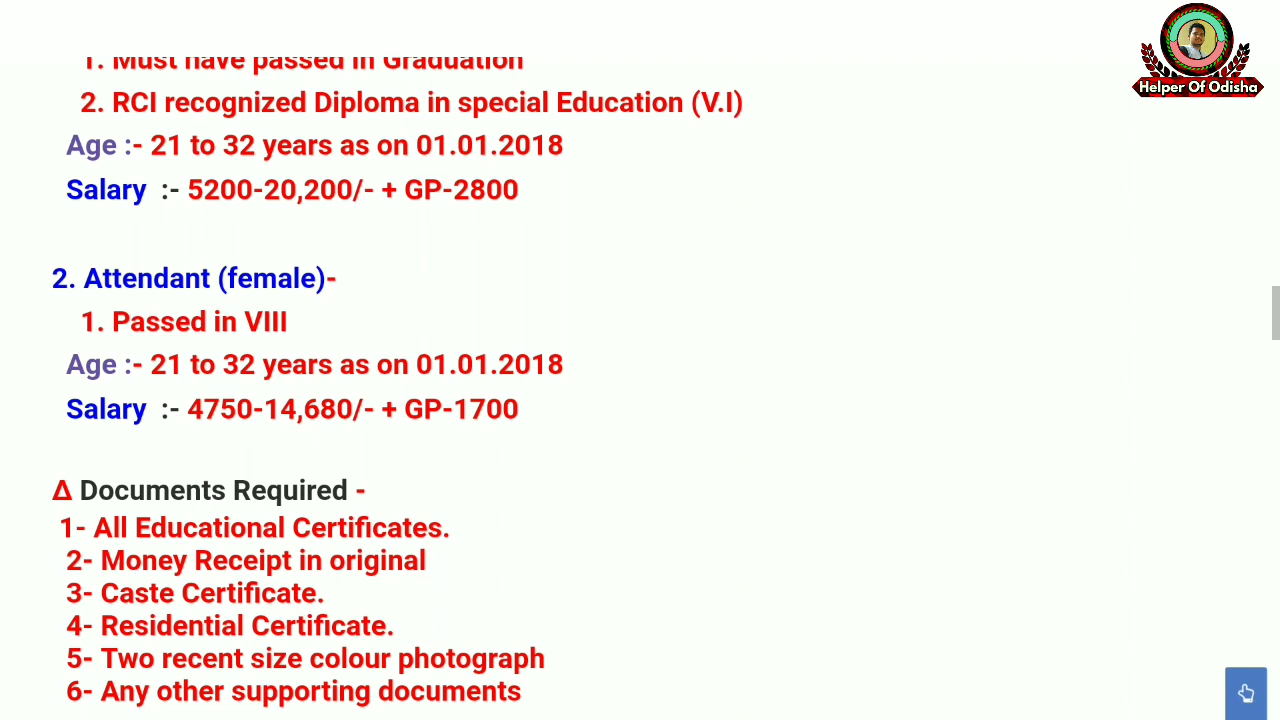 1. Must have passed in Graduation
2. RCI recognized Diploma in special Education (V.I)
Age :- 21 to 32 years as on 01.01.2018
Salary :- 5200-20,200/- + GP-2800
2. Attendant (female)-
1. Passed in VIII
Age :- 21 to 32 years as on 01.01.2018
Salary :- 4750-14,680/- + GP-1700
Δ Documents Required -
1- All Educational Certificates.
2- Money Receipt in original
3- Caste Certificate.
4- Residential Certificate.
5- Two recent size colour photograph
6- Any other supporting documents
Helper Of Odisha